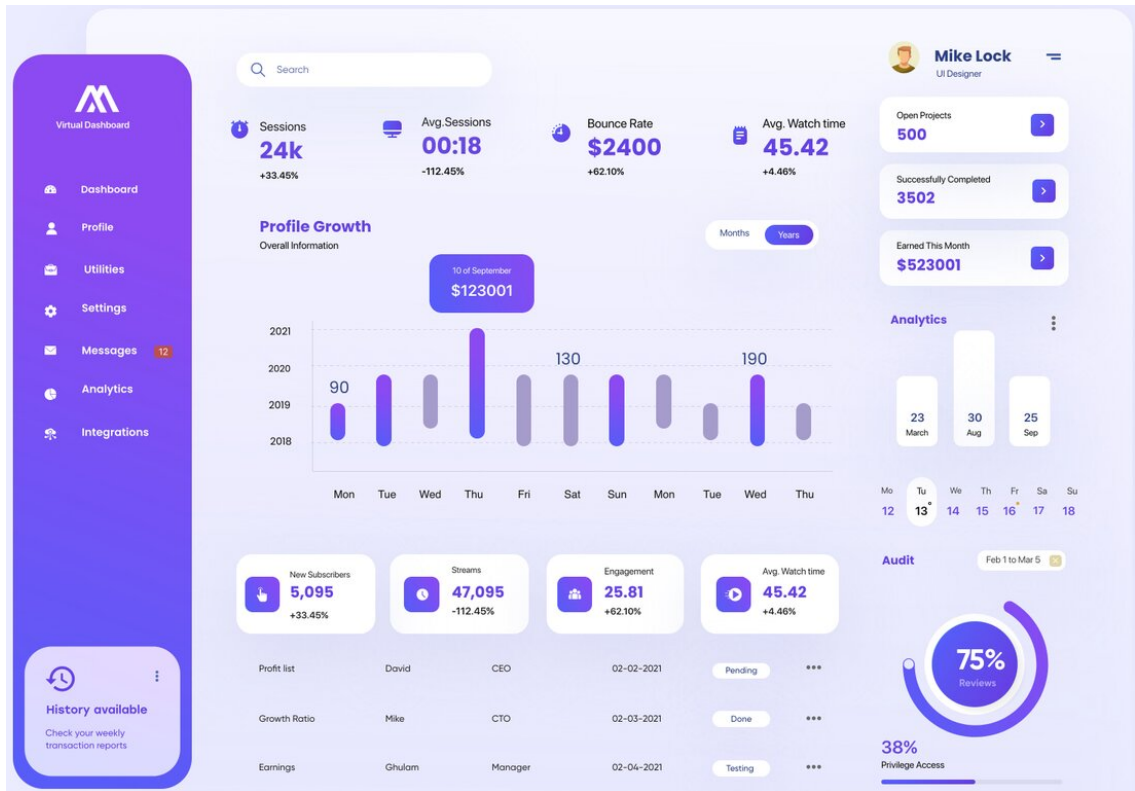 Virtual Dashboard
Dashboard
Profile
Utilities
Settings
Messages 12
Analytics
Integrations
History available
Check your weekly
transaction reports
Search
Sessions
24k
+33.45%
Avg.Sessions
00:18
-112.45%
Bounce Rate
$2400
+62.10%
Avg. Watch time
45.42
+4.46%
Profile Growth
Overall Information
Months Years
10 of September
$123001
2021
2020
2019
2018
90
130
190
Mon Tue Wed Thu Fri Sat Sun Mon Tue Wed Thu
New Subscribers
5,095
+33.45%
Streams
47,095
-112.45%
Engagement
25.81
+62.10%
Avg. Watch time
45.42
+4.46%
Profit list David CEO 02-02-2021 Pending
Growth Ratio Mike CTO 02-03-2021 Done
Earnings Ghulam Manager 02-04-2021 Testing
Mike Lock
UI Designer
Open Projects
500
Successfully Completed
3502
Earned This Month
$523001
Analytics
23
March
30
Aug
25
Sep
Mo Tu We Th Fr Sa Su
12 13 14 15 16 17 18
Audit
Feb 1 to Mar 5
75%
Reviews
38%
Privilege Access